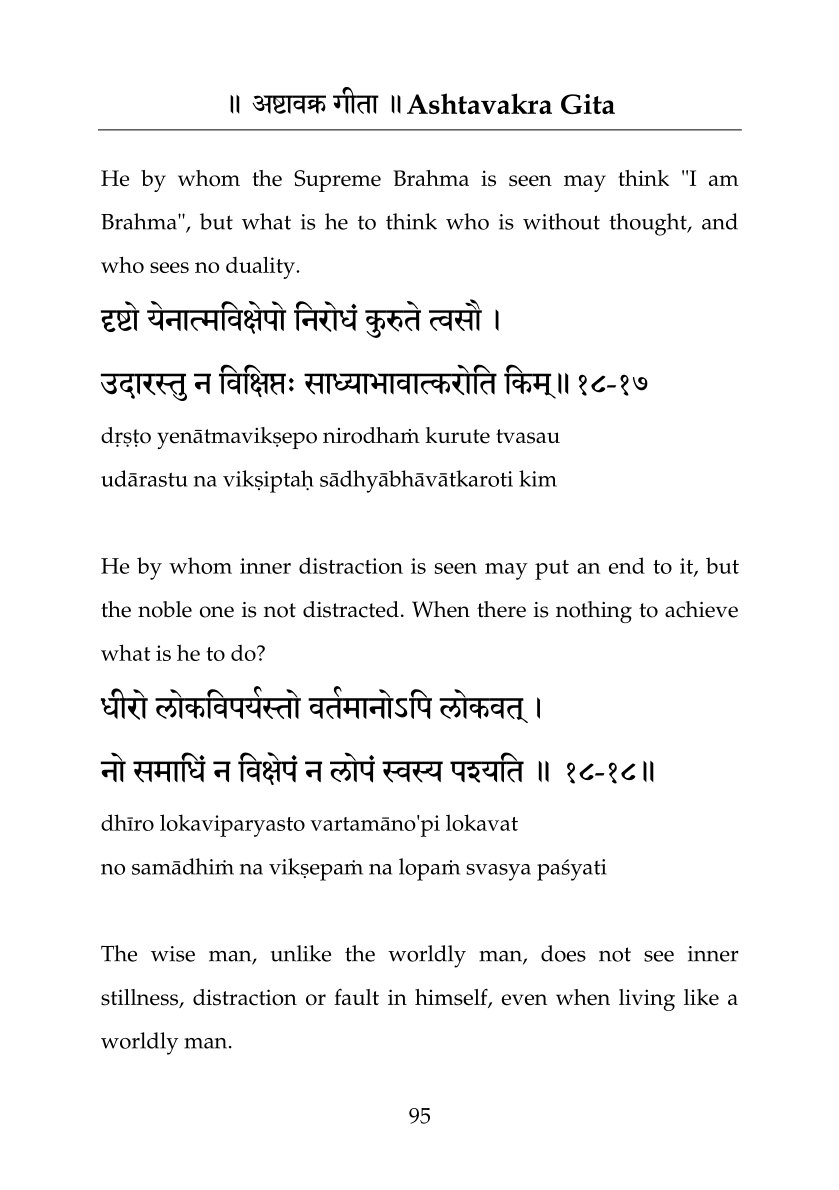 ॥ अष्टावक्र गीता ॥ Ashtavakra Gita
He by whom the Supreme Brahma is seen may think "I am
Brahma", but what is he to think who is without thought, and
who sees no duality.
दृष्टो येनात्मविक्षेपो निरोधं कुरुते त्वसौ ।
उदारस्तु न विक्षिप्तः साध्याभावात्करोति किम्॥ १८-१७
dṛṣṭo yenātmavikṣepo nirodhaṁ kurute tvasau
udārastu na vikṣiptaḥ sādhyābhāvātkaroti kim
He by whom inner distraction is seen may put an end to it, but
the noble one is not distracted. When there is nothing to achieve
what is he to do?
धीरो लोकविपर्यस्तो वर्तमानोऽपि लोकवत् ।
नो समाधिं न विक्षेपं न लोपं स्वस्य पश्यति ॥ १८-१८॥
dhīro lokaviparyasto vartamāno'pi lokavat
no samādhiṁ na vikṣepaṁ na lopaṁ svasya paśyati
The wise man, unlike the worldly man, does not see inner
stillness, distraction or fault in himself, even when living like a
worldly man.
95